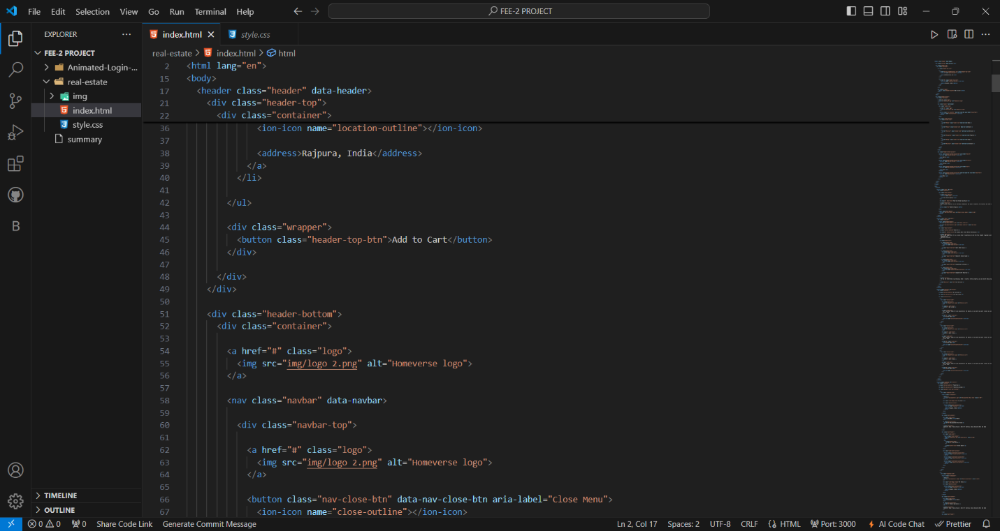 File Edit Selection View Go Run Terminal Help
FEE-2 PROJECT
EXPLORER
FEE-2 PROJECT
Animated-Login-...
real-estate
img
index.html
style.css
summary
TIMELINE
OUTLINE
index.html
style.css
real-estate > index.html > html
2 <html lang="en">
15 <body>
17 <header class="header" data-header>
21 <div class="header-top">
22 <div class="container">
36 <ion-icon name="location-outline"></ion-icon>
37
38 <address>Rajpura, India</address>
39 </a>
40 </li>
41
42 </ul>
43
44 <div class="wrapper">
45 <button class="header-top-btn">Add to Cart</button>
46 </div>
47
48 </div>
49 </div>
50
51 <div class="header-bottom">
52 <div class="container">
53
54 <a href="#" class="logo">
55 <img src="img/logo 2.png" alt="Homeverse logo">
56 </a>
57
58 <nav class="navbar" data-navbar>
59
60 <div class="navbar-top">
61
62 <a href="#" class="logo">
63 <img src="img/logo 2.png" alt="Homeverse logo">
64 </a>
65
66 <button class="nav-close-btn" data-nav-close-btn aria-label="Close Menu">
67 <ion-icon name="close-outline"></ion-icon>
0 0 0 Share Code Link Generate Commit Message Ln 2, Col 17 Spaces: 2 UTF-8 CRLF HTML Port: 3000 AI Code Chat Prettier